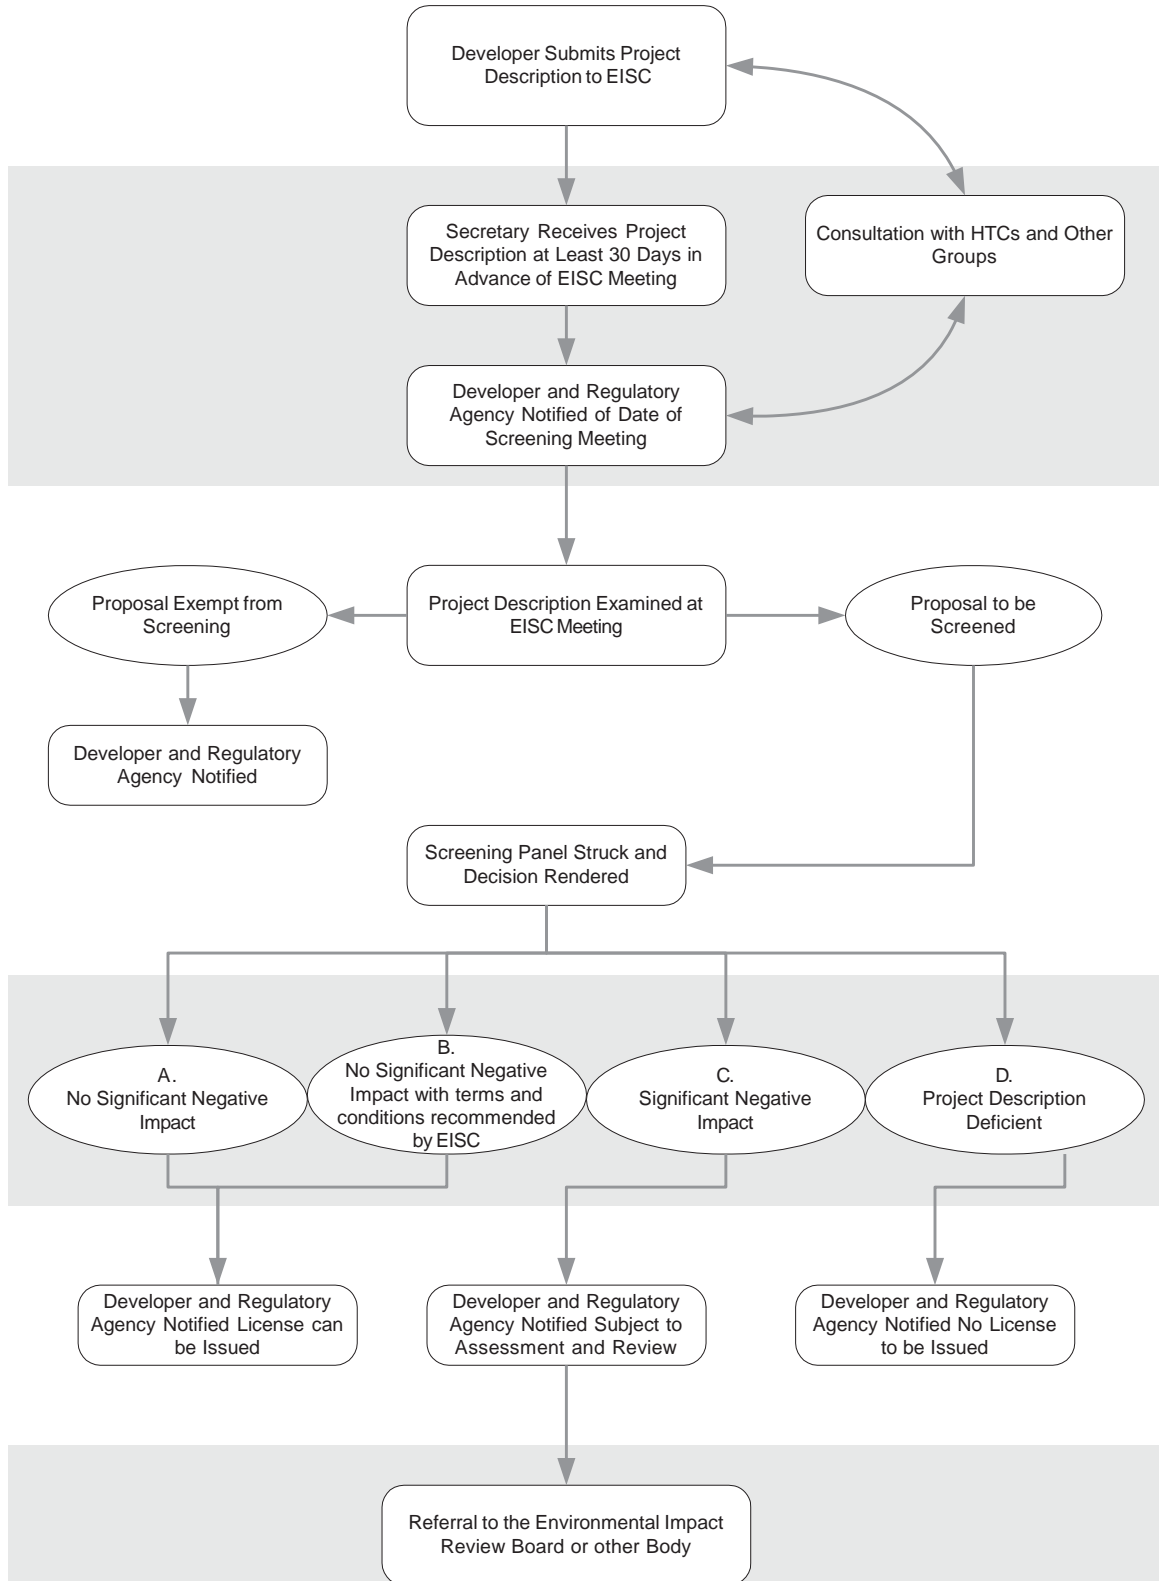 Developer Submits Project
Description to EISC
Secretary Receives Project
Description at Least 30 Days in
Advance of EISC Meeting
Consultation with HTCs and Other
Groups
Developer and Regulatory
Agency Notified of Date of
Screening Meeting
Proposal Exempt from
Screening
Project Description Examined at
EISC Meeting
Proposal to be
Screened
Developer and Regulatory
Agency Notified
Screening Panel Struck and
Decision Rendered
A.
No Significant Negative
Impact
B.
No Significant Negative
Impact with terms and
conditions recommended
by EISC
C.
Significant Negative
Impact
D.
Project Description
Deficient
Developer and Regulatory
Agency Notified License can
be Issued
Developer and Regulatory
Agency Notified Subject to
Assessment and Review
Developer and Regulatory
Agency Notified No License
to be Issued
Referral to the Environmental Impact
Review Board or other Body